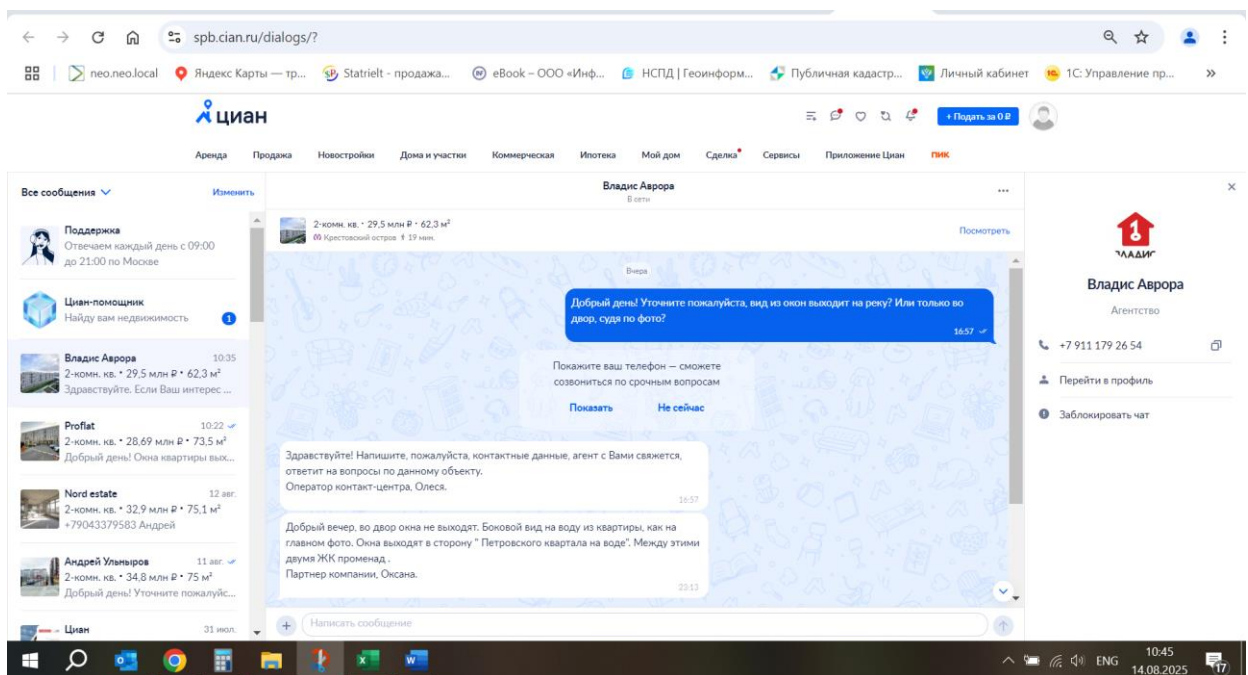 spb.cian.ru/dialogs/?
neo.neo.local
Яндекс Карты — тр...
Statrielt - продажа...
eBook – ООО «Инф...
НСПД | Геоинформ...
Публичная кадастр...
Личный кабинет
1С: Управление пр...
циан
+ Подать за 0 ₽
Аренда Продажа Новостройки Дома и участки Коммерческая Ипотека Мой дом Сделка Сервисы Приложение Циан ПИК
Все сообщения
Изменить
Поддержка
Отвечаем каждый день с 09:00
до 21:00 по Москве
Циан-помощник
Найду вам недвижимость
1
Владис Аврора 10:35
2-комн. кв. • 29,5 млн ₽ • 62,3 м²
Здравствуйте. Если Ваш интерес ...
Proflat 10:22
2-комн. кв. • 28,69 млн ₽ • 73,5 м²
Добрый день! Окна квартиры вых...
Nord estate 12 авг.
2-комн. кв. • 32,9 млн ₽ • 75,1 м²
+79043379583 Андрей
Андрей Ульныров 11 авг.
2-комн. кв. • 34,8 млн ₽ • 75 м²
Добрый день! Уточните пожалуйс...
Циан 31 июл.
Владис Аврора
В сети
2-комн. кв. • 29,5 млн ₽ • 62,3 м²
Крестовский остров 19 мин.
Посмотреть
Вчера
Добрый день! Уточните пожалуйста, вид из окон выходит на реку? Или только во
двор, судя по фото?
16:57
Покажите ваш телефон — сможете
созвониться по срочным вопросам
Показать Не сейчас
Здравствуйте! Напишите, пожалуйста, контактные данные, агент с Вами свяжется,
ответит на вопросы по данному объекту.
Оператор контакт-центра, Олеся.
16:57
Добрый вечер, во двор окна не выходят. Боковой вид на воду из квартиры, как на
главном фото. Окна выходят в сторону " Петровского квартала на воде". Между этими
двумя ЖК променад .
Партнер компании, Оксана.
23:13
Написать сообщение
ВЛАДИС
Владис Аврора
Агентство
+7 911 179 26 54
Перейти в профиль
Заблокировать чат
ENG
10:45
14.08.2025
17